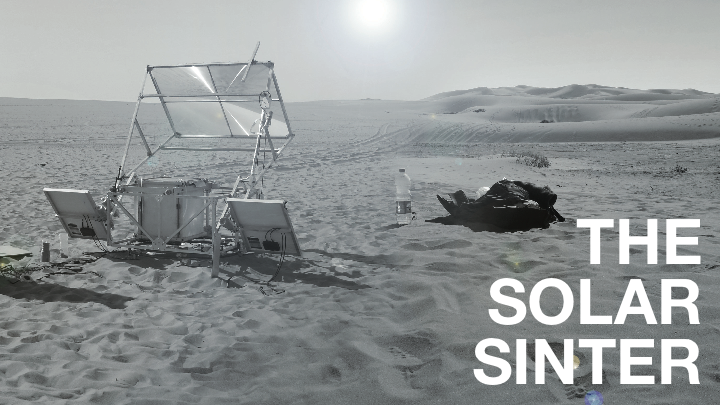 THE
SOLAR
SINTER